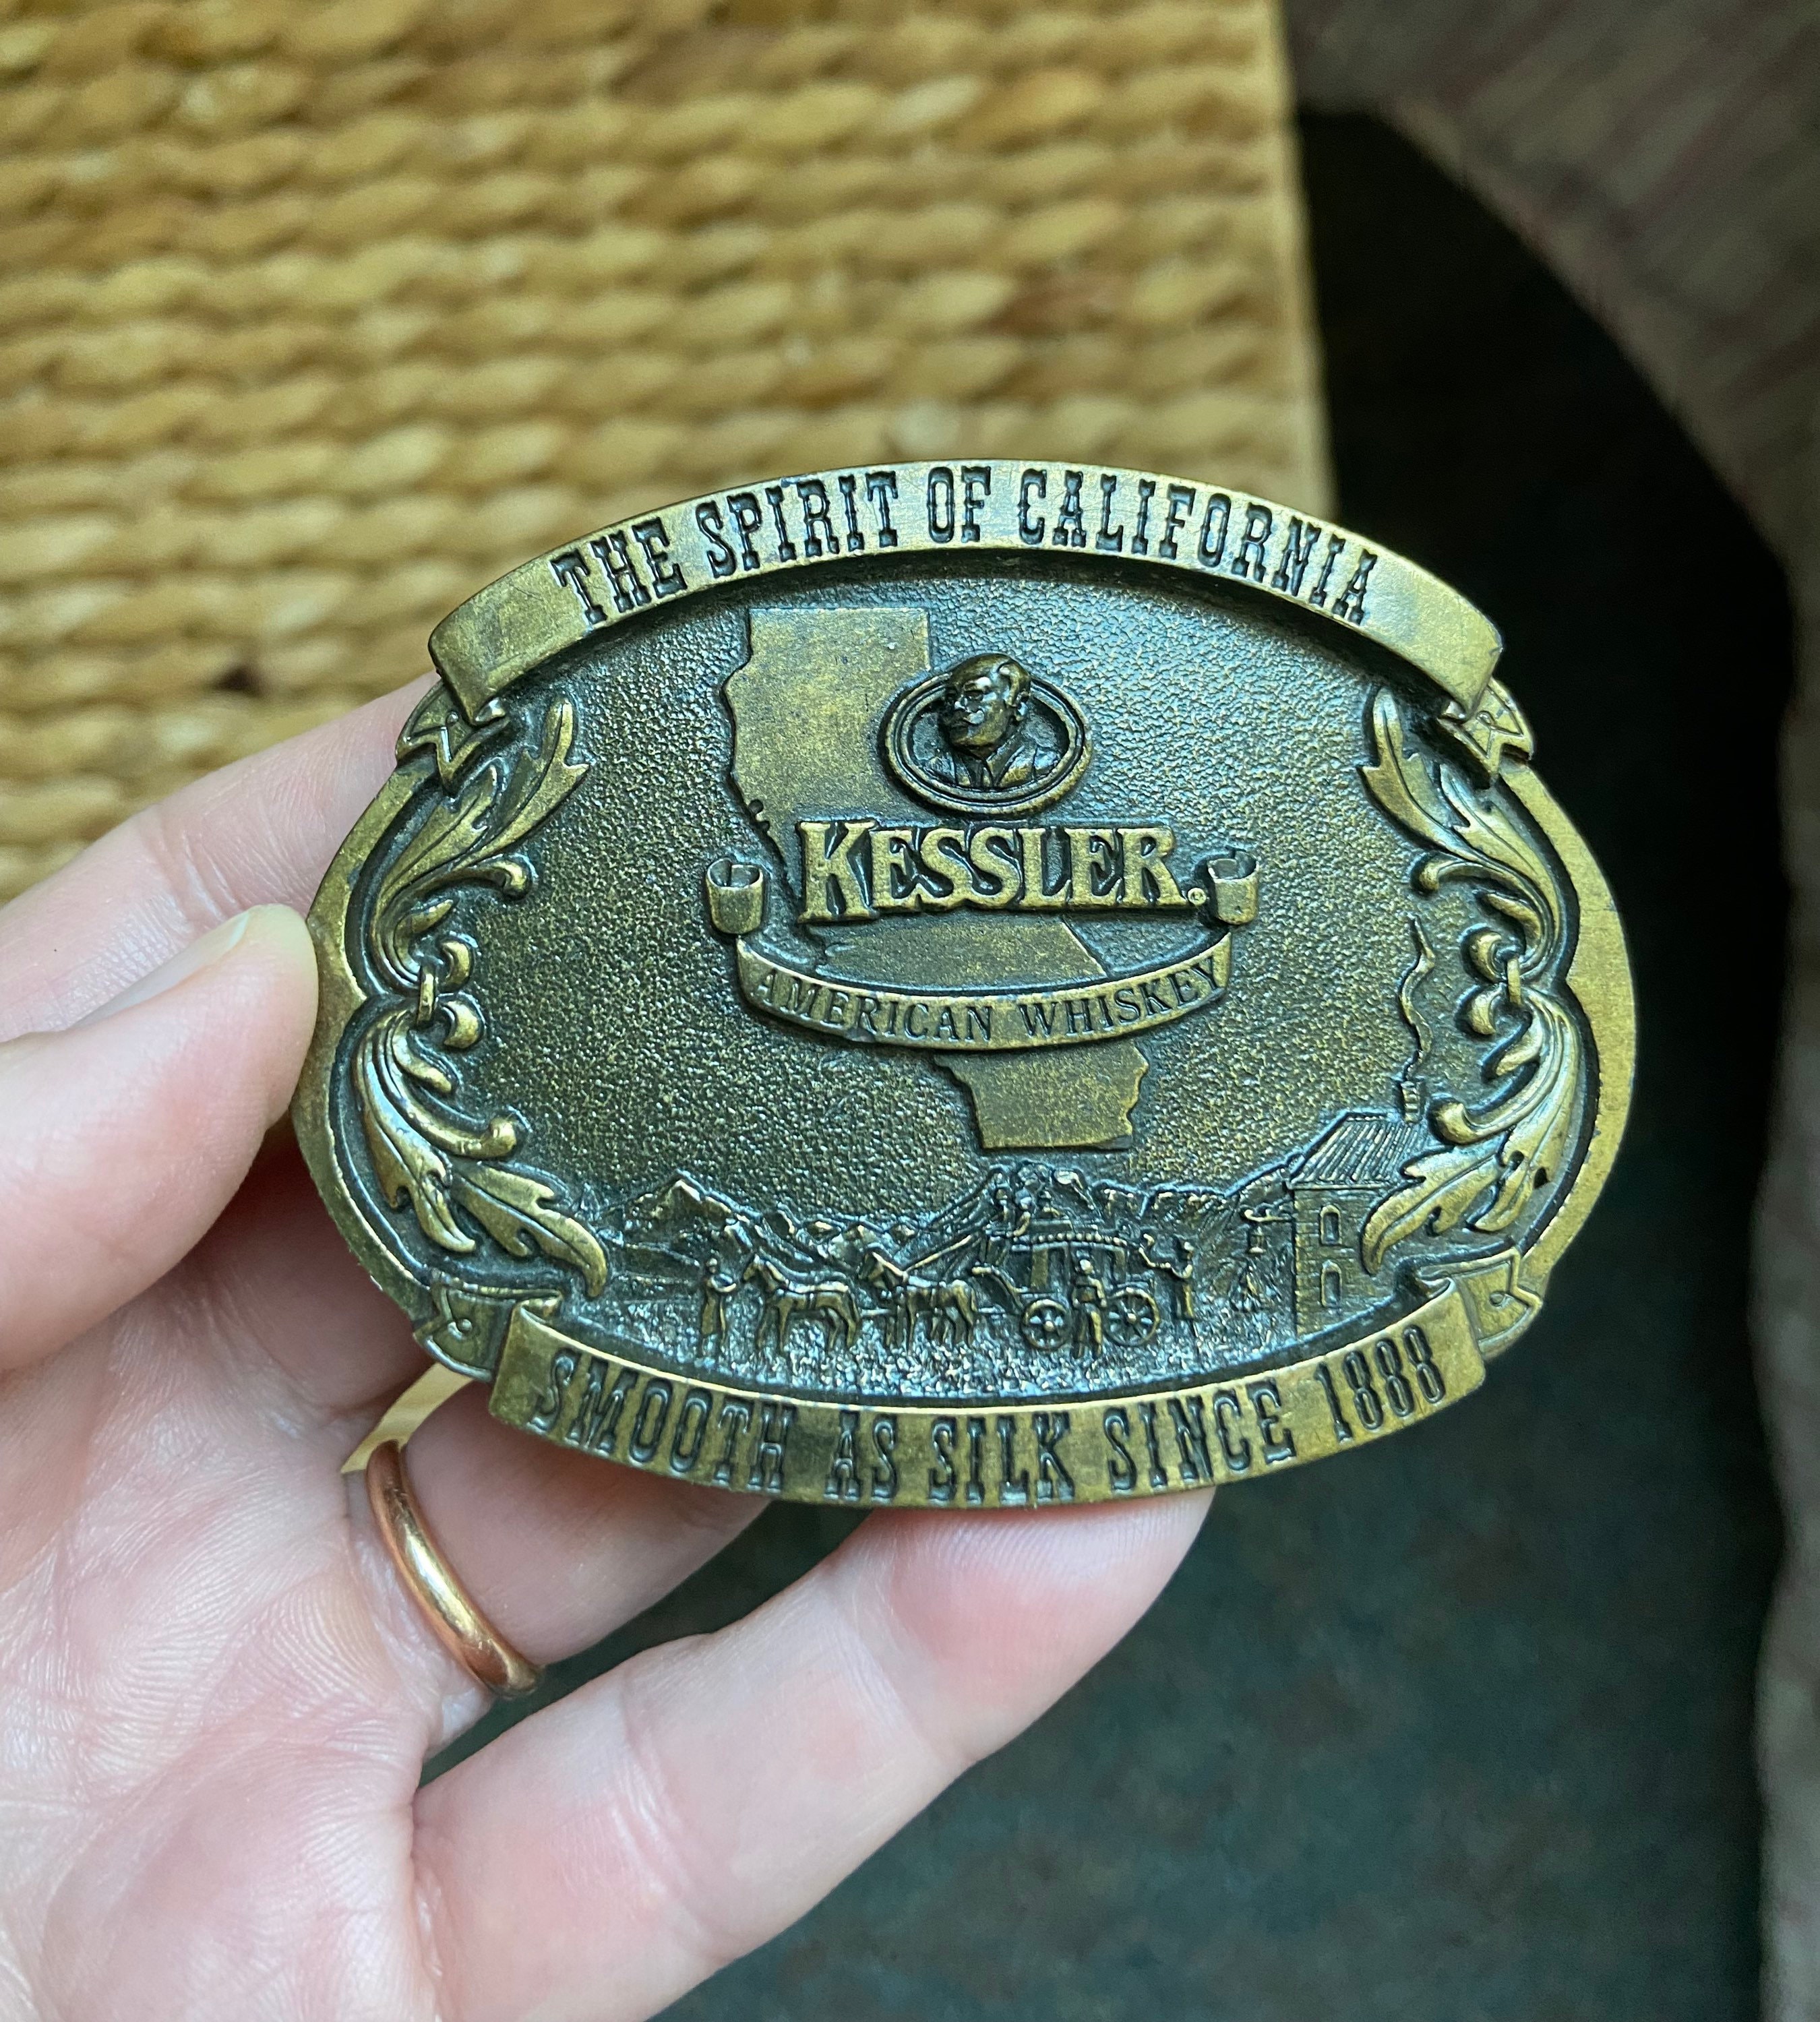 THE SPIRIT OF CALIFORNIA
KESSLER®
AMERICAN WHISKEY
SMOOTH AS SILK SINCE 1888